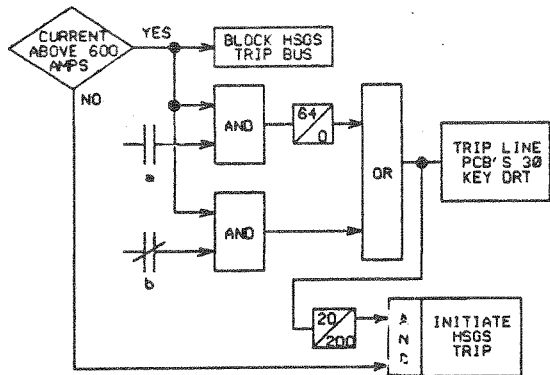 CURRENT
ABOVE 600
AMPS
YES
NO
BLOCK HSGS
TRIP BUS
AND
64
0
a
OR
TRIP LINE
PCB'S 30
KEY DRT
AND
b
20
200
AND
INITIATE
HSGS
TRIP